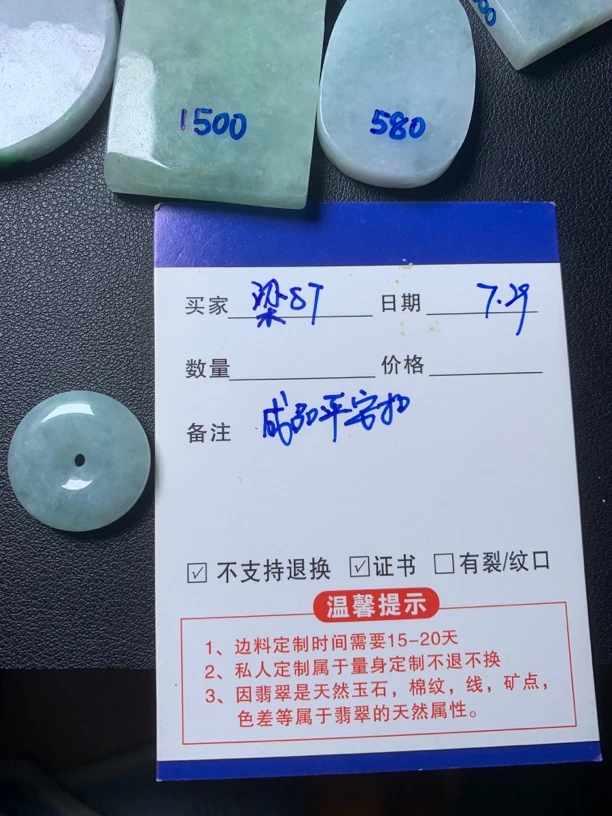 1500
580
买家 梁87 日期 7.29
数量 价格
备注 成品平安扣
不支持退换 证书 有裂/纹口
温馨提示
1、边料定制时间需要15-20天
2、私人定制属于量身定制不退不换
3、因翡翠是天然玉石，棉纹，线，矿点，
色差等属于翡翠的天然属性。